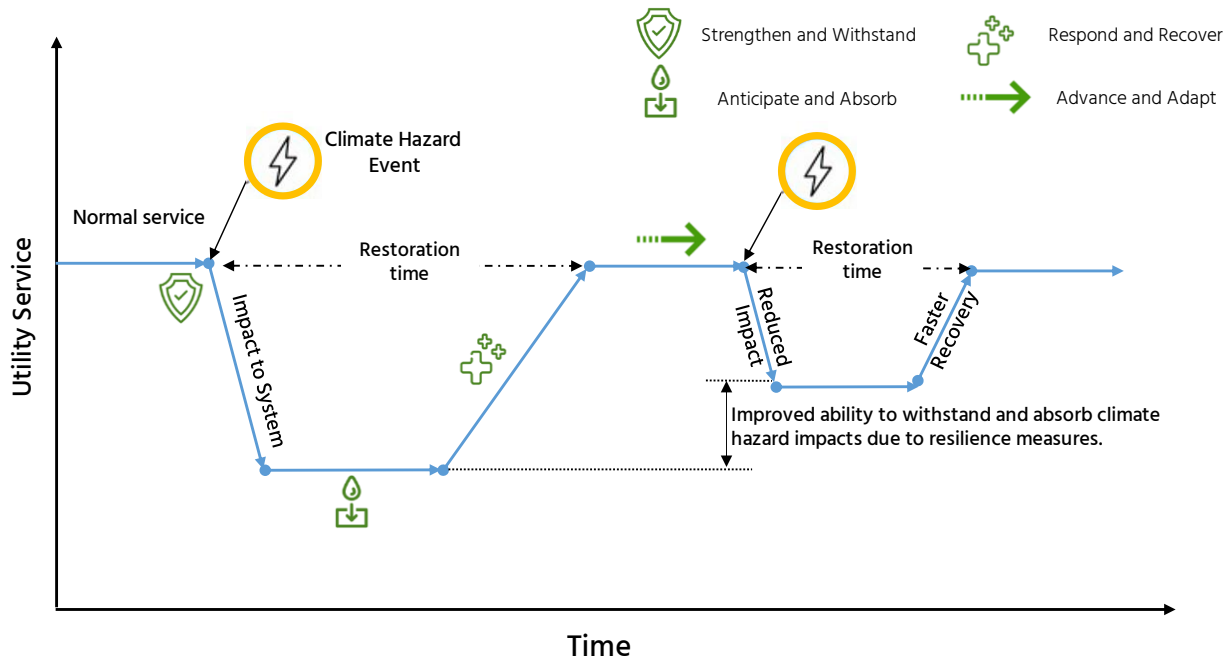 Strengthen and Withstand
Respond and Recover
Anticipate and Absorb
Advance and Adapt
Climate Hazard
Event
Normal service
Restoration
time
Restoration
time
Utility Service
Impact to System
Reduced
Impact
Faster
Recovery
Improved ability to withstand and absorb climate
hazard impacts due to resilience measures.
Time